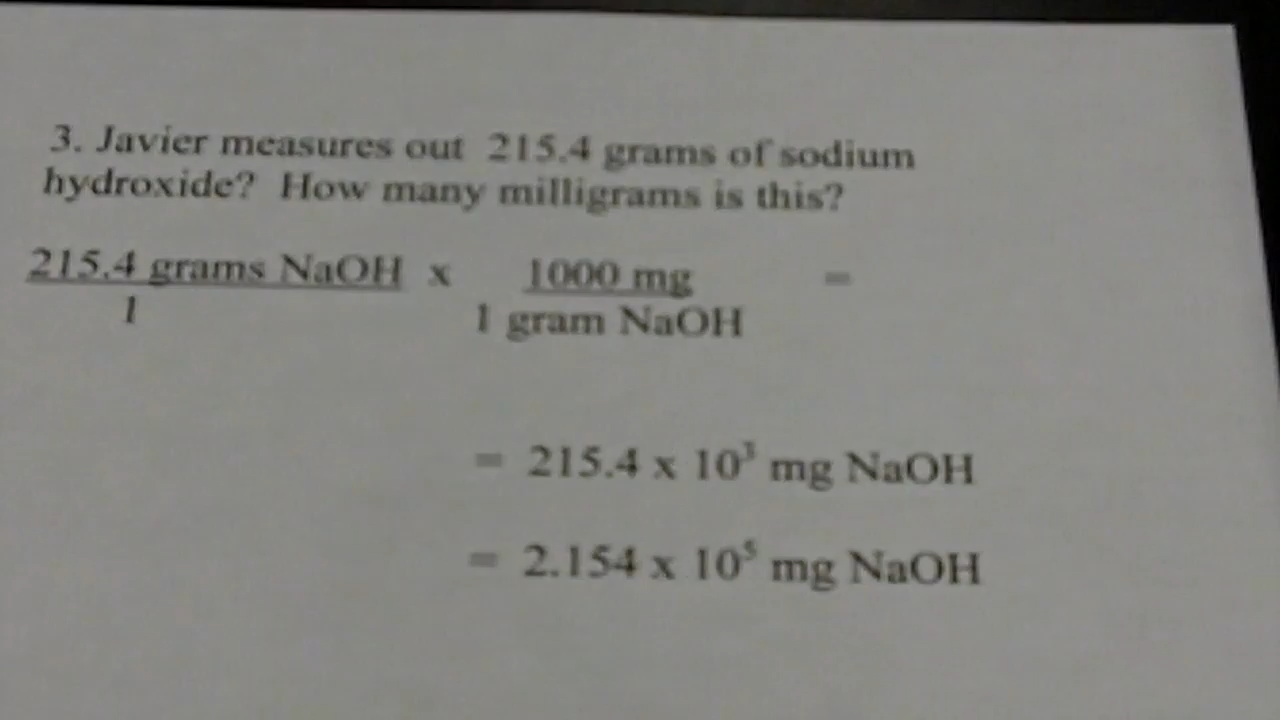 3. Javier measures out 215.4 grams of sodium
hydroxide? How many milligrams is this?
215.4 grams NaOH x 1000 mg =
1 1 gram NaOH
= 215.4 x 10³ mg NaOH
= 2.154 x 10⁵ mg NaOH